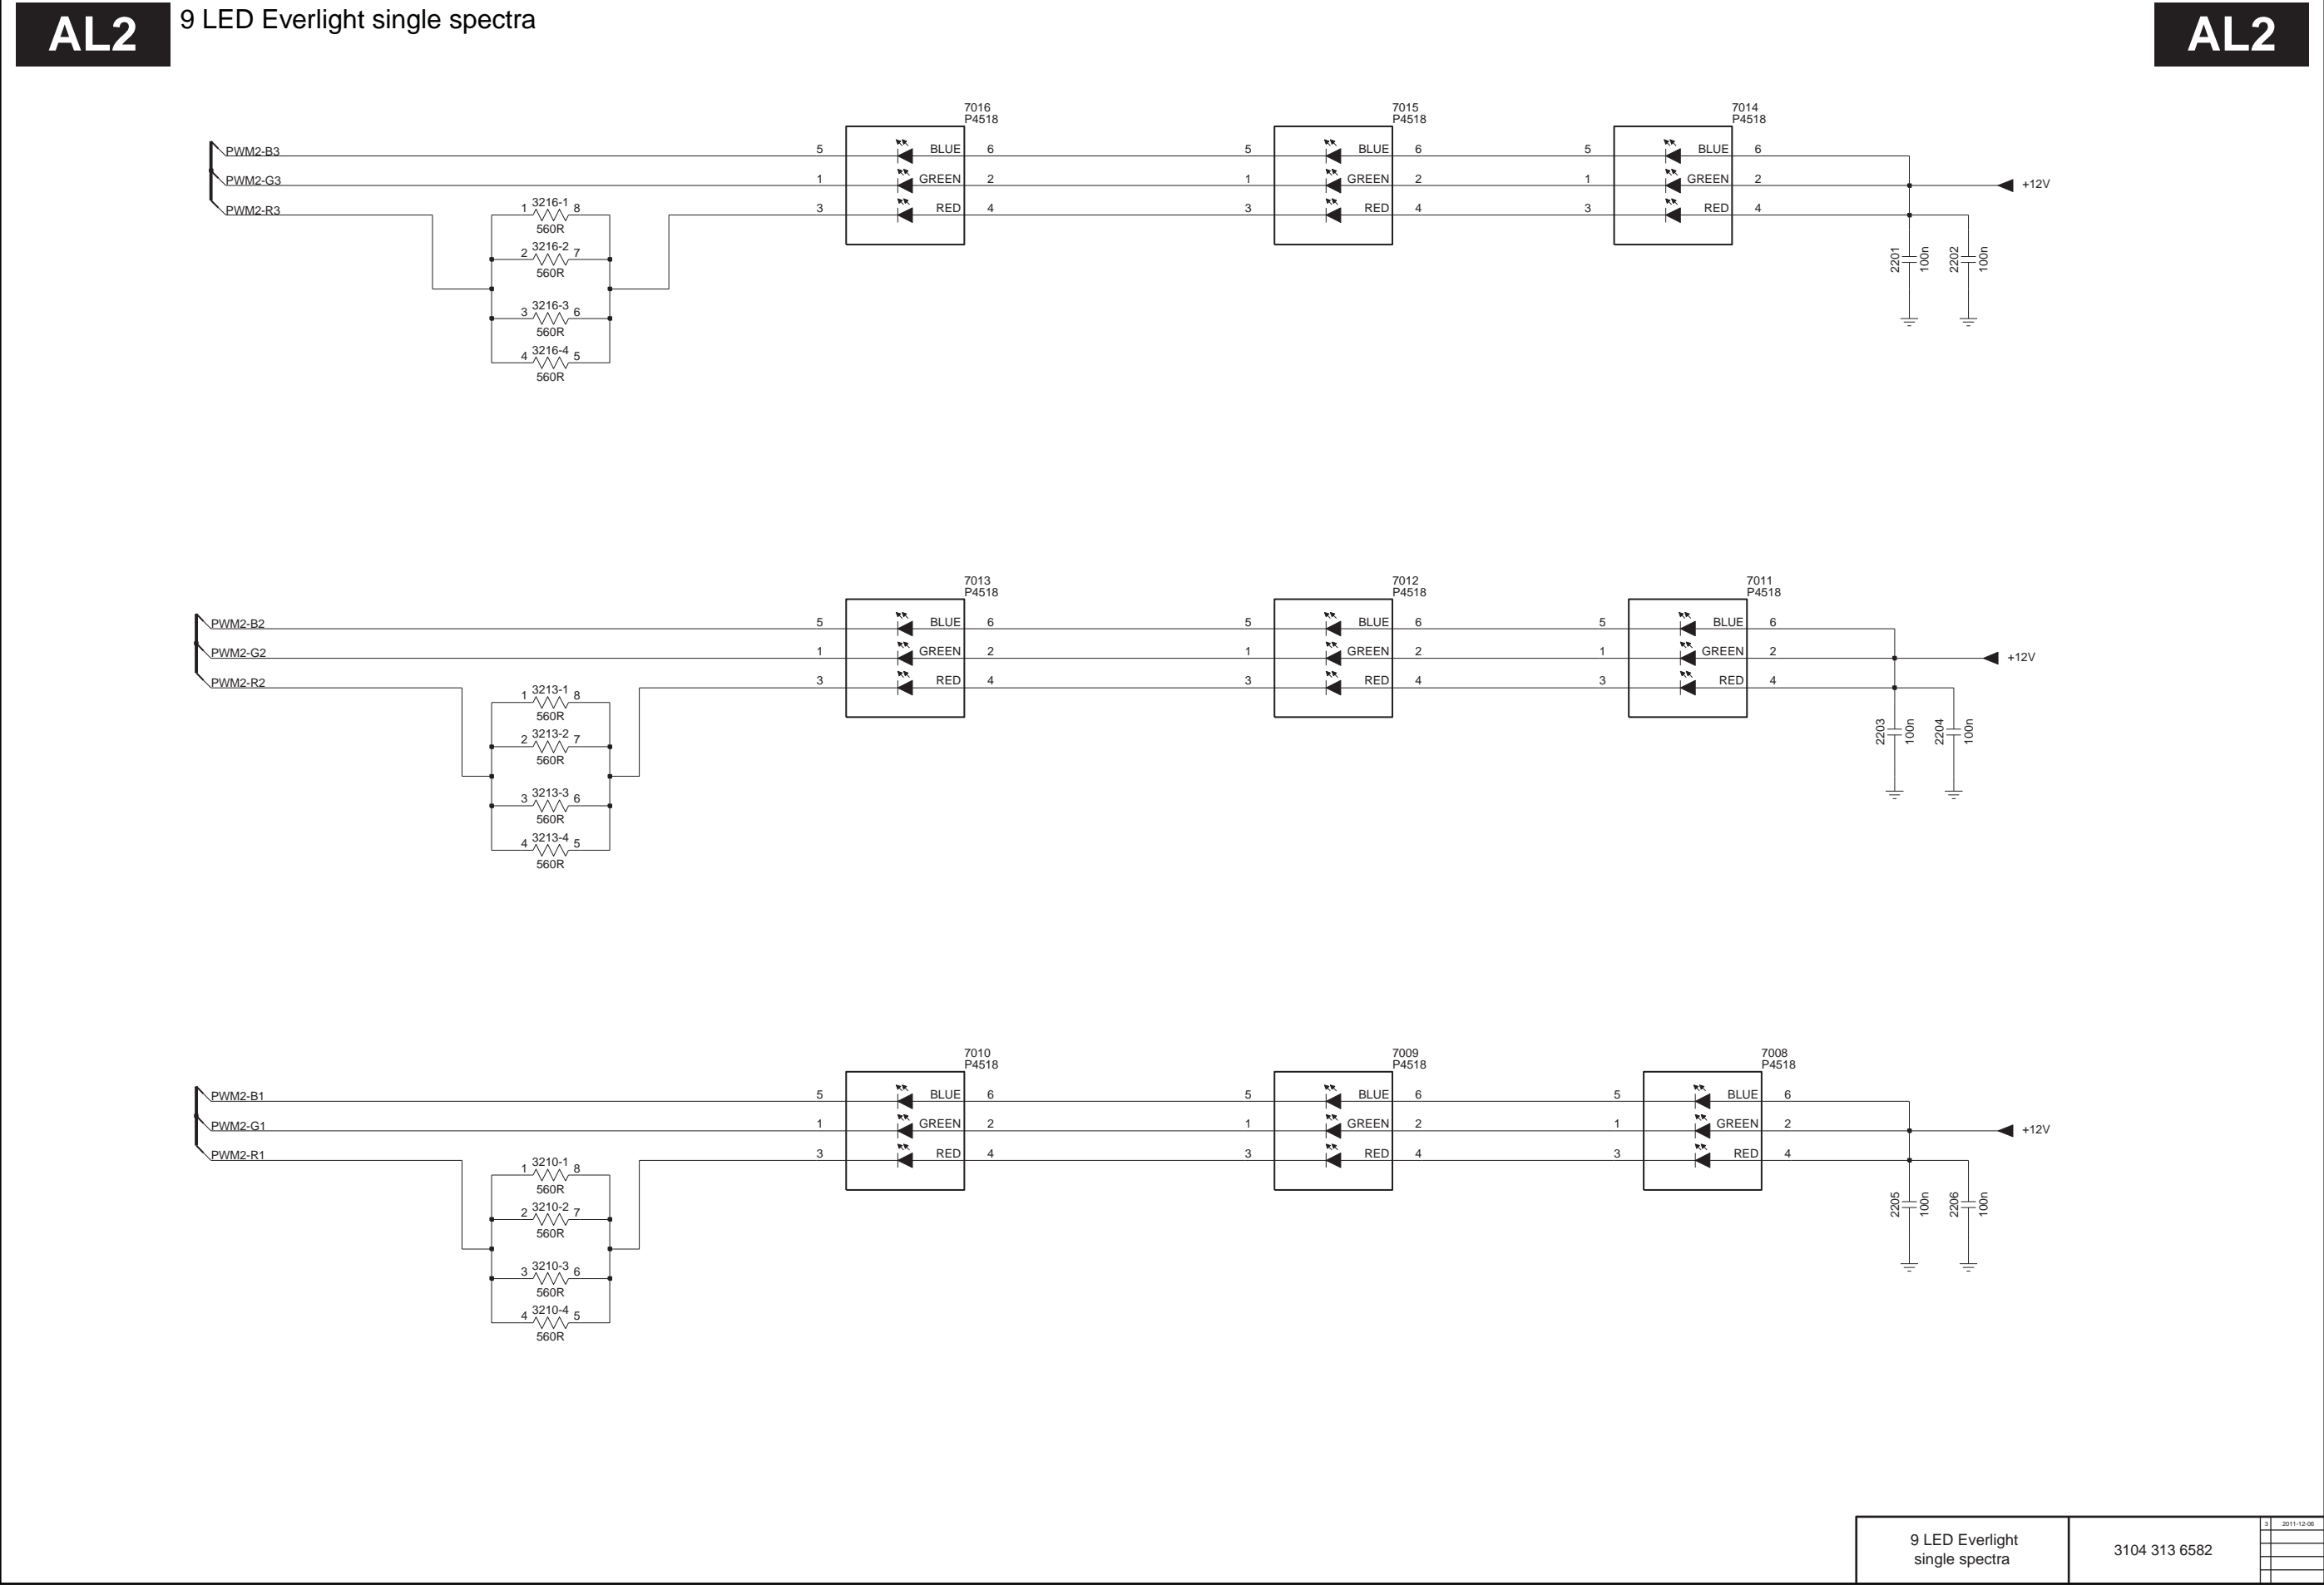 AL2 9 LED Everlight single spectra AL2
7016 7015 7014
P4518 P4518 P4518
PWM2-B3 5 BLUE 6 5 BLUE 6 5 BLUE 6
PWM2-G3 1 GREEN 2 1 GREEN 2 1 GREEN 2 +12V
PWM2-R3 3 RED 4 3 RED 4 3 RED 4
1 3216-1 8
560R
2 3216-2 7
560R
3 3216-3 6
560R
4 3216-4 5
560R
2201 100n 2202 100n
7013 7012 7011
P4518 P4518 P4518
PWM2-B2 5 BLUE 6 5 BLUE 6 5 BLUE 6
PWM2-G2 1 GREEN 2 1 GREEN 2 1 GREEN 2 +12V
PWM2-R2 3 RED 4 3 RED 4 3 RED 4
1 3213-1 8
560R
2 3213-2 7
560R
3 3213-3 6
560R
4 3213-4 5
560R
2203 100n 2204 100n
7010 7009 7008
P4518 P4518 P4518
PWM2-B1 5 BLUE 6 5 BLUE 6 5 BLUE 6
PWM2-G1 1 GREEN 2 1 GREEN 2 1 GREEN 2 +12V
PWM2-R1 3 RED 4 3 RED 4 3 RED 4
1 3210-1 8
560R
2 3210-2 7
560R
3 3210-3 6
560R
4 3210-4 5
560R
2205 100n 2206 100n
9 LED Everlight
single spectra
3104 313 6582
3 2011-12-06